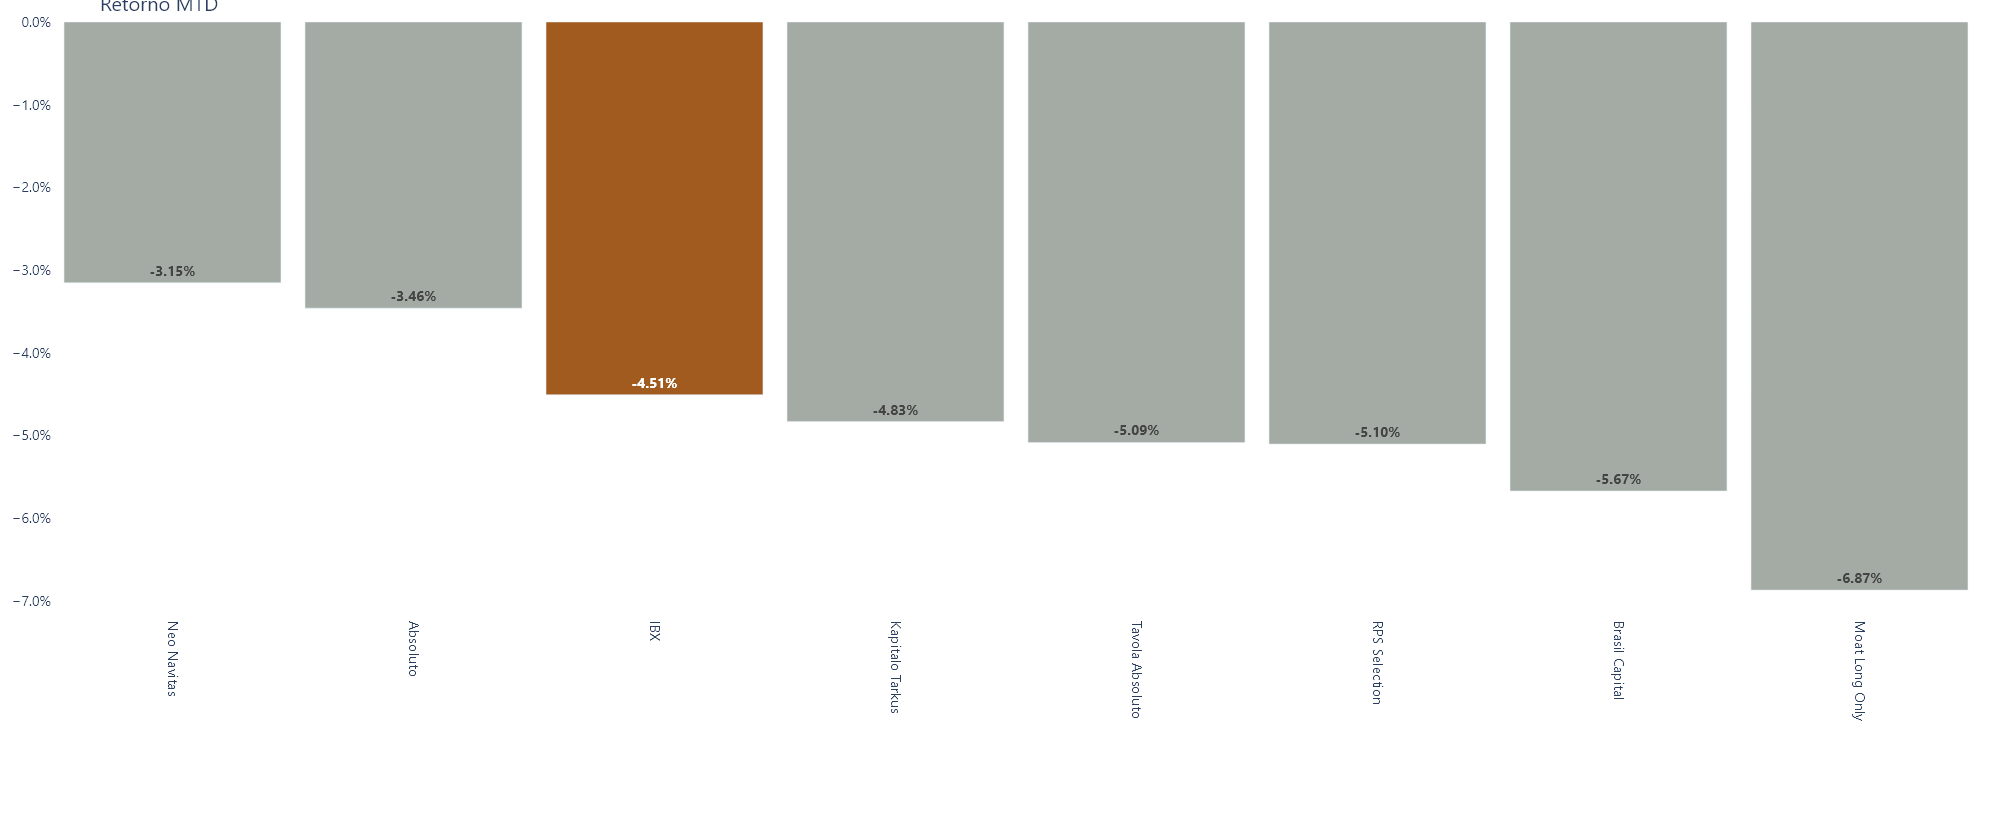 Retorno MTD
0.0%
−1.0%
−2.0%
−3.0%
−4.0%
−5.0%
−6.0%
−7.0%
-3.15%
-3.46%
-4.51%
-4.83%
-5.09%
-5.10%
-5.67%
-6.87%
Neo Navitas
Absoluto
IBX
Kapitalo Tarkus
Tavola Absoluto
RPS Selection
Brasil Capital
Moat Long Only